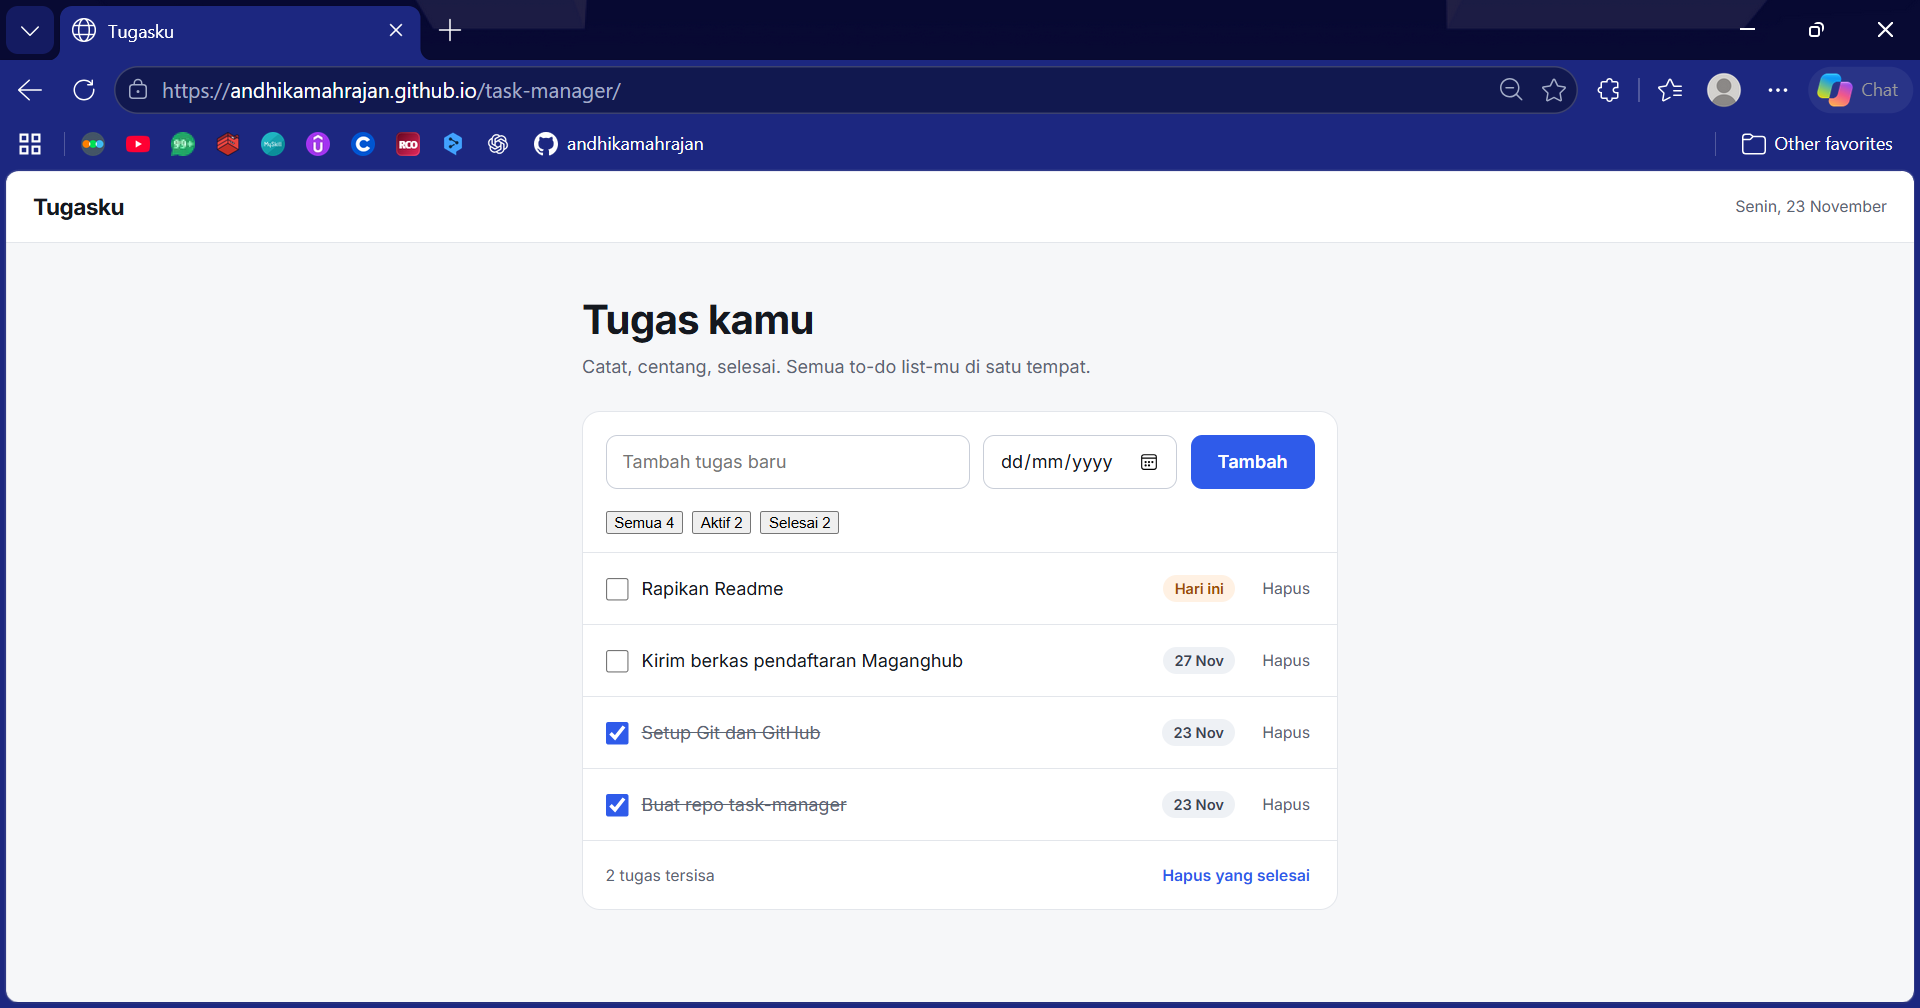 Tugasku
https://andhikamahrajan.github.io/task-manager/
Chat
99+
MySkill
RCO
andhikamahrajan
Other favorites
Tugasku
Senin, 23 November
Tugas kamu
Catat, centang, selesai. Semua to-do list-mu di satu tempat.
Tambah tugas baru
dd/mm/yyyy
Tambah
Semua 4
Aktif 2
Selesai 2
Rapikan Readme
Hari ini
Hapus
Kirim berkas pendaftaran Maganghub
27 Nov
Hapus
Setup Git dan GitHub
23 Nov
Hapus
Buat repo task-manager
23 Nov
Hapus
2 tugas tersisa
Hapus yang selesai